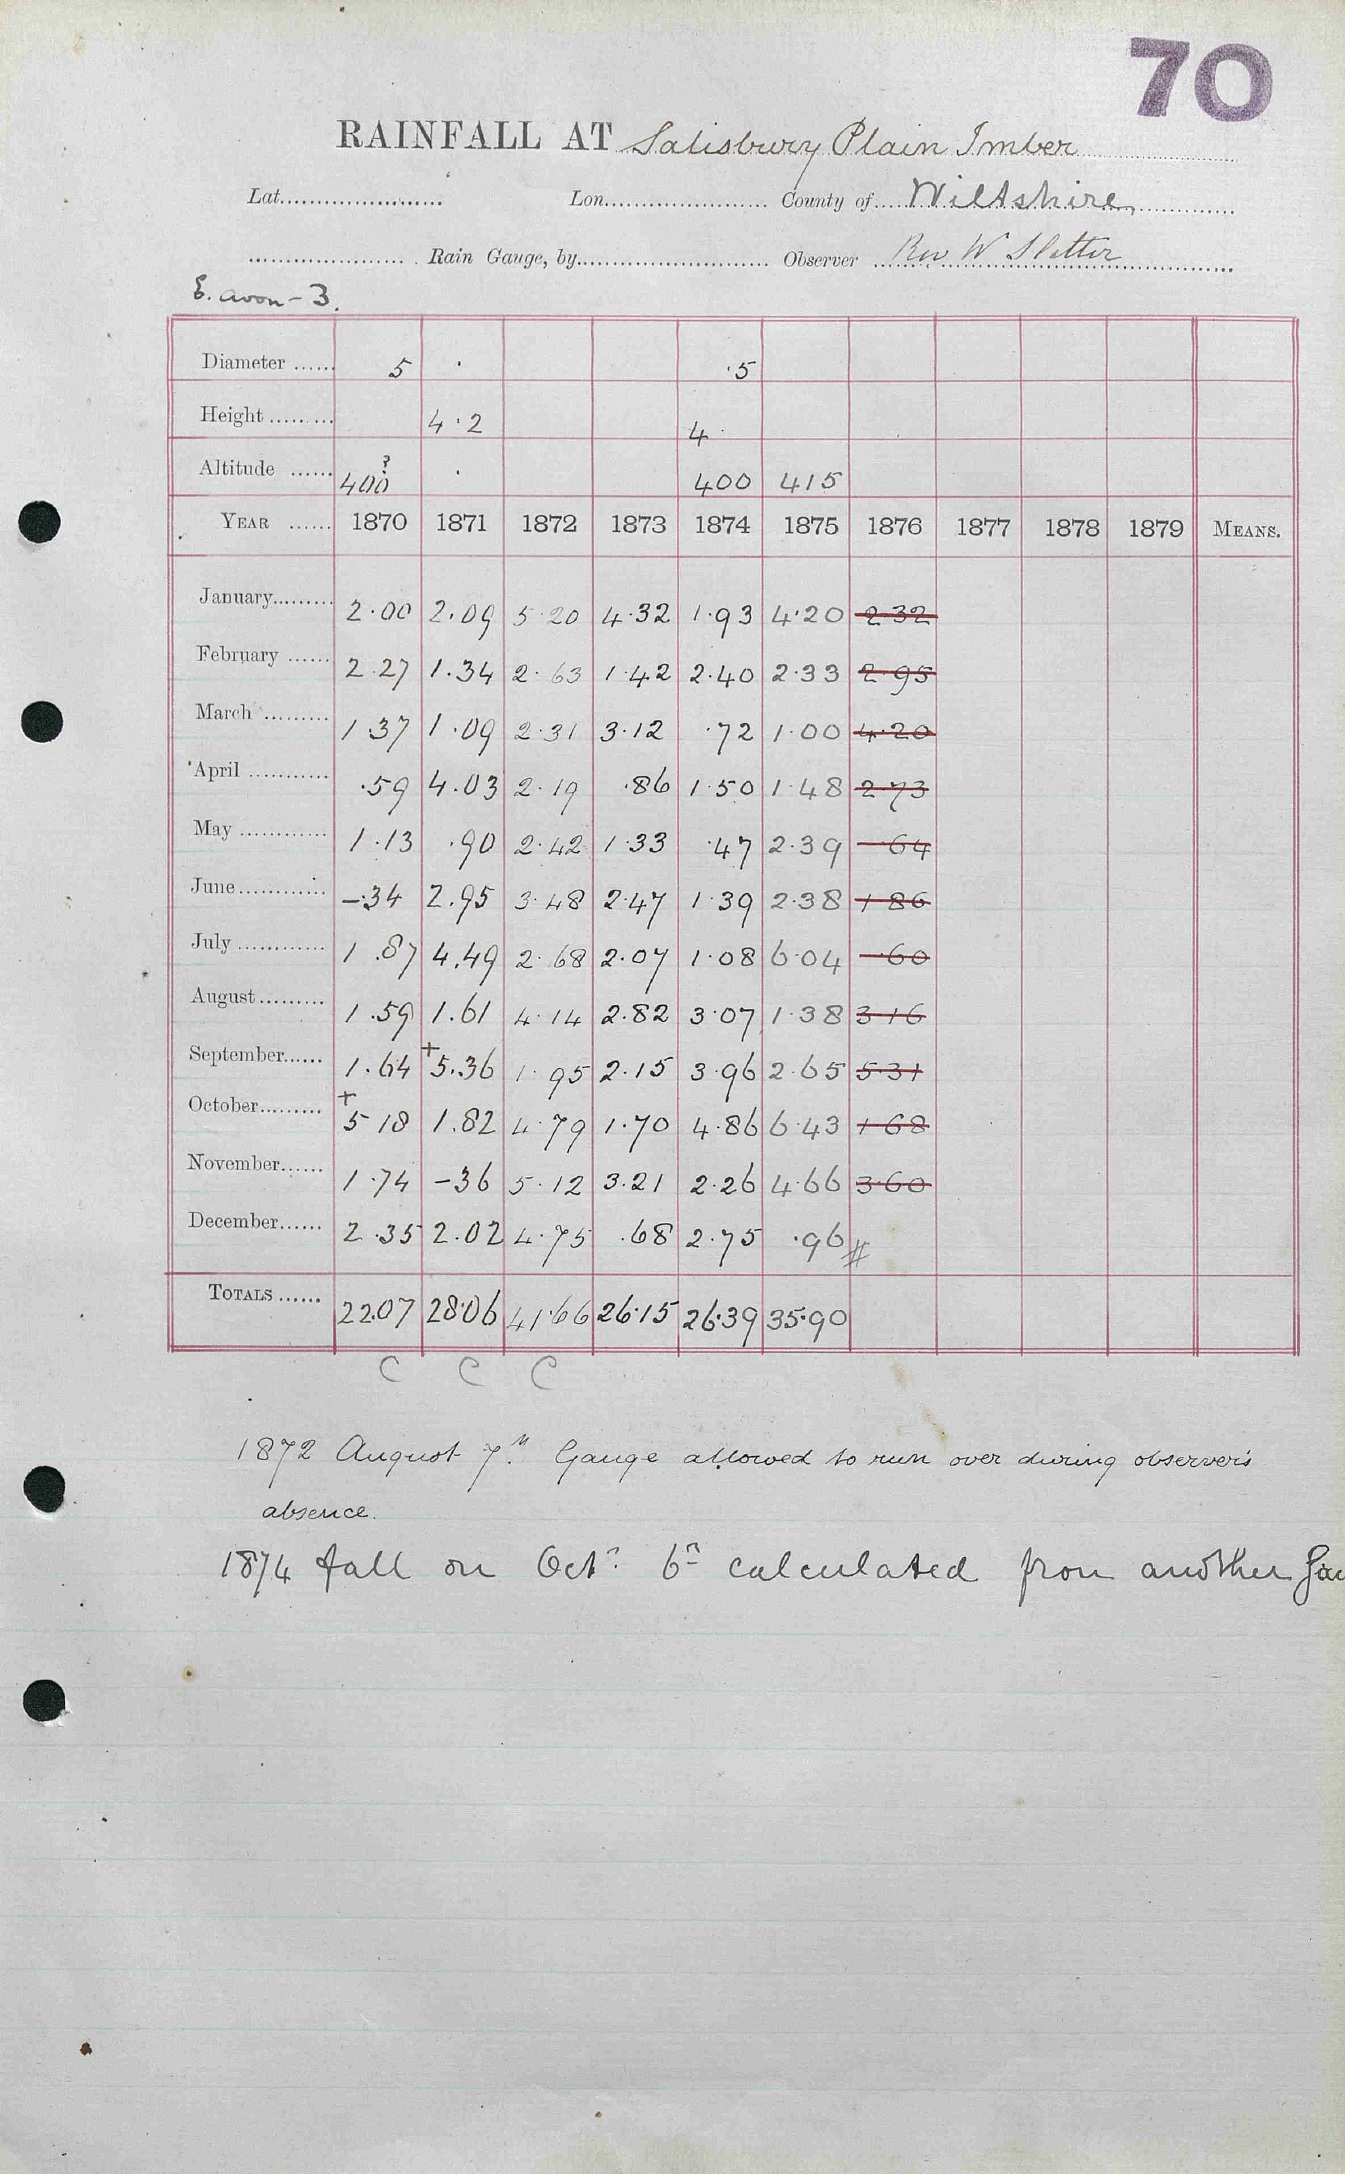 70
RAINFALL AT Salisbury Plain Imber
Lat. Lon. County of Wiltshire
Rain Gauge, by Observer Rev W Slatter
E. avon - 3.
Diameter 5 · ·5
Height 4·2 4·
Altitude 400? · 400 415
YEAR 1870 1871 1872 1873 1874 1875 1876 1877 1878 1879 MEANS.
January 2·00 2.09 5·20 4·32 1·93 4·20 2·32
February 2·27 1.34 2·63 1·42 2·40 2·33 2·95
March 1·37 1·09 2·31 3·12 ·72 1·00 4·20
April ·59 4.03 2·19 ·86 1·50 1·48 2·73
May 1·13 ·90 2·42 1·33 ·47 2·39 ·64
June -·34 2.95 3·48 2·47 1·39 2·38 1·86
July 1.87 4.49 2·68 2·07 1·08 6·04 ·60
August 1.59 1.61 4·14 2.82 3·07 1·38 3·16
September 1.64 +5.36 1·95 2·15 3·96 2·65 5·31
October +5·18 1.82 4·79 1·70 4·86 6·43 1·68
November 1·74 -36 5·12 3·21 2·26 4·66 3·60
December 2.35 2.02 4·75 ·68 2·75 ·96 #
TOTALS 22.07 28·06 41·66 26·15 26·39 35·90
C C C
1872 August 7th. Gauge allowed to run over during observer's
absence.
1874 fall on Octr. 6th calculated from another Gau